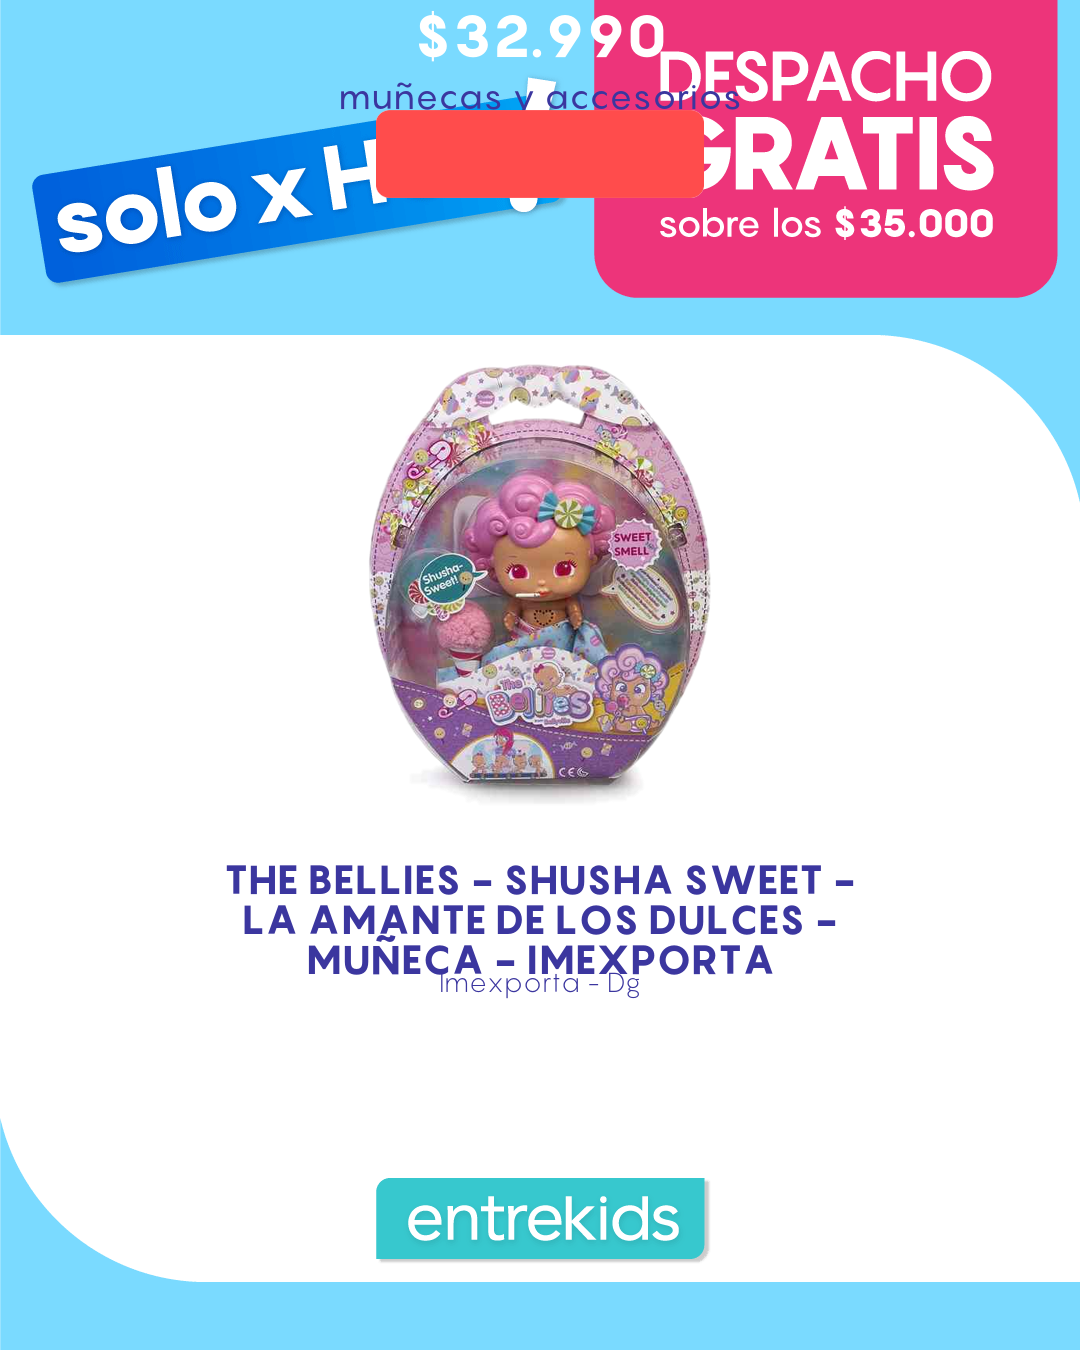 $32.990
muñecas y accesorios
solo x H
!
DESPACHO
GRATIS
sobre los $35.000
SWEET
SMELL
Shusha-
Sweet!
The
Bellies
CE
THE BELLIES - SHUSHA SWEET -
LA AMANTE DE LOS DULCES -
MUÑECA - IMEXPORTA
Imexporta - Dg
entrekids